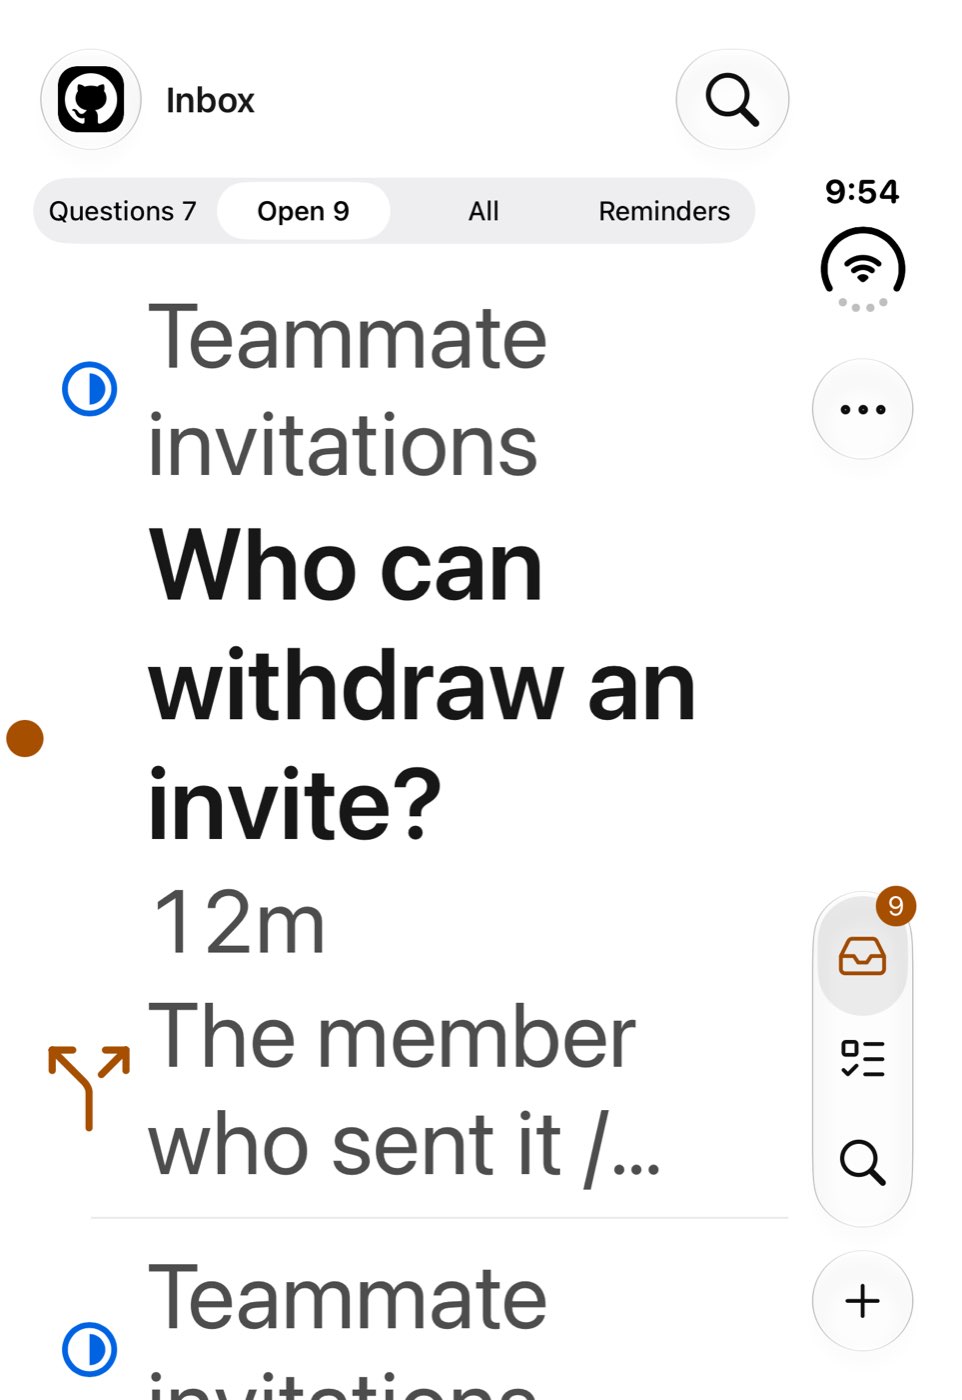 Inbox
Questions 7
Open 9
All
Reminders
9:54
Teammate
invitations
Who can
withdraw an
invite?
12m
The member
who sent it /…
9
Teammate
invitations